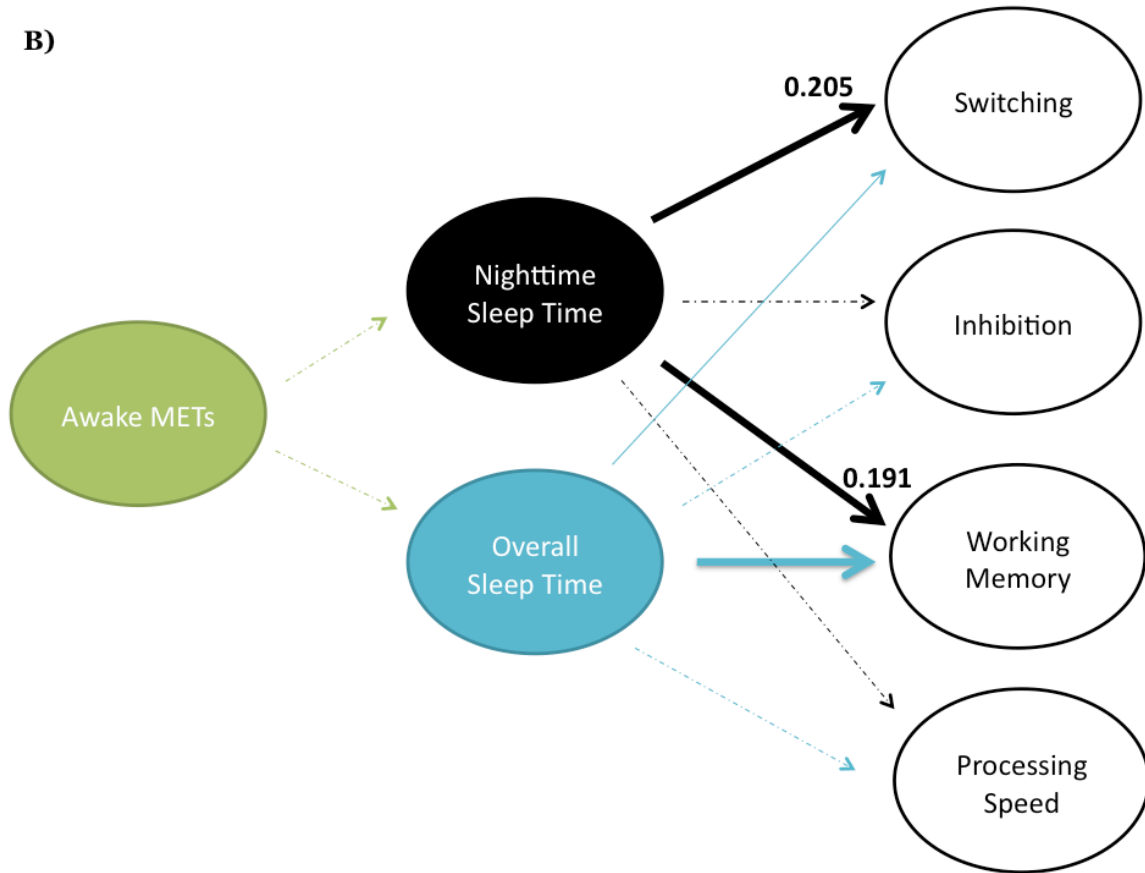 B)
0.205
Switching
Nighttime
Sleep Time
Inhibition
Awake METs
0.191
Overall
Sleep Time
Working
Memory
Processing
Speed